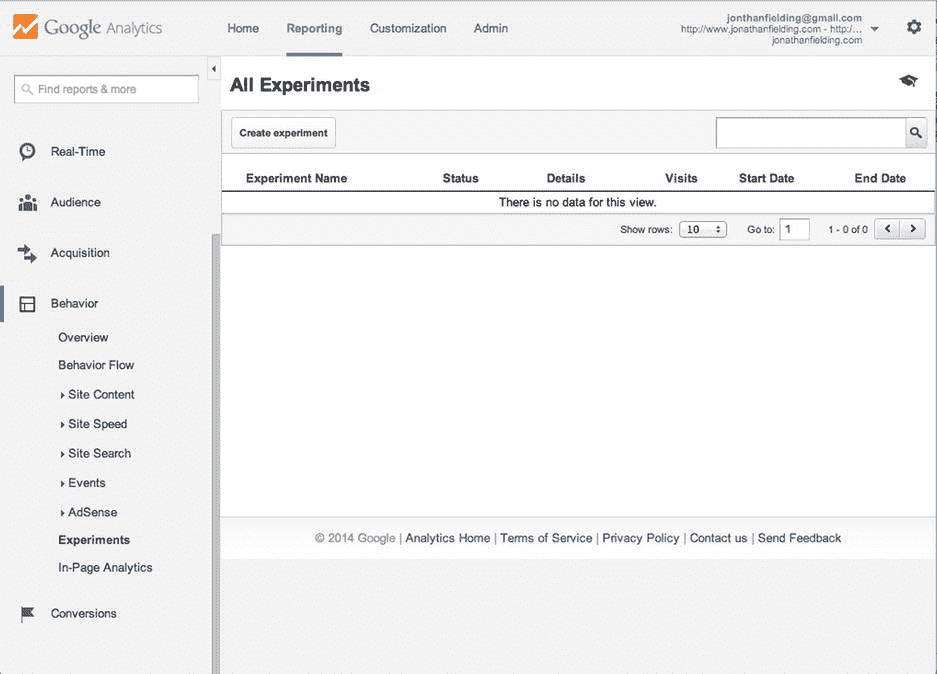 Google Analytics
Home Reporting Customization Admin
jonthanfielding@gmail.com
http://www.jonathanfielding.com - http:/...
jonathanfielding.com
Find reports & more
Real-Time
Audience
Acquisition
Behavior
Overview
Behavior Flow
Site Content
Site Speed
Site Search
Events
AdSense
Experiments
In-Page Analytics
Conversions
All Experiments
Create experiment
Experiment Name Status Details Visits Start Date End Date
There is no data for this view.
Show rows: 10 Go to: 1 1 - 0 of 0
© 2014 Google | Analytics Home | Terms of Service | Privacy Policy | Contact us | Send Feedback